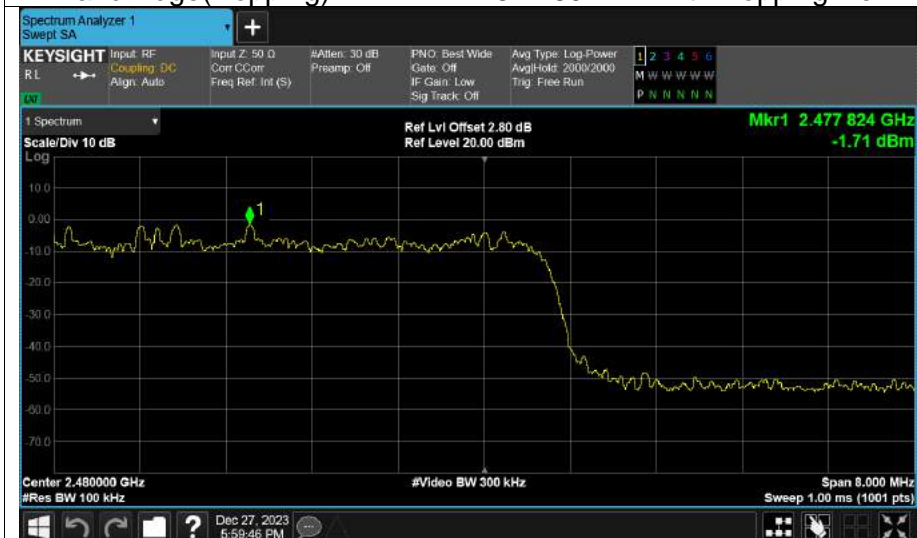 Spectrum Analyzer 1
Swept SA
+
KEYSIGHT Input: RF Input Z: 50 Ω #Atten: 30 dB PNO: Best Wide Avg Type: Log-Power 1 2 3 4 5 6
RL Coupling: DC Corr CCorr Preamp: Off Gate: Off Avg|Hold: 2000/2000 M W W W W W
Align: Auto Freq Ref: Int (S) IF Gain: Low Trig: Free Run P N N N N N
LXI Sig Track: Off
1 Spectrum Ref Lvl Offset 2.80 dB Mkr1 2.477 824 GHz
Scale/Div 10 dB Ref Level 20.00 dBm -1.71 dBm
Log
10.0
1
0.00
-10.0
-20.0
-30.0
-40.0
-50.0
-60.0
-70.0
Center 2.480000 GHz #Video BW 300 kHz Span 8.000 MHz
#Res BW 100 kHz Sweep 1.00 ms (1001 pts)
? Dec 27, 2023
5:59:46 PM